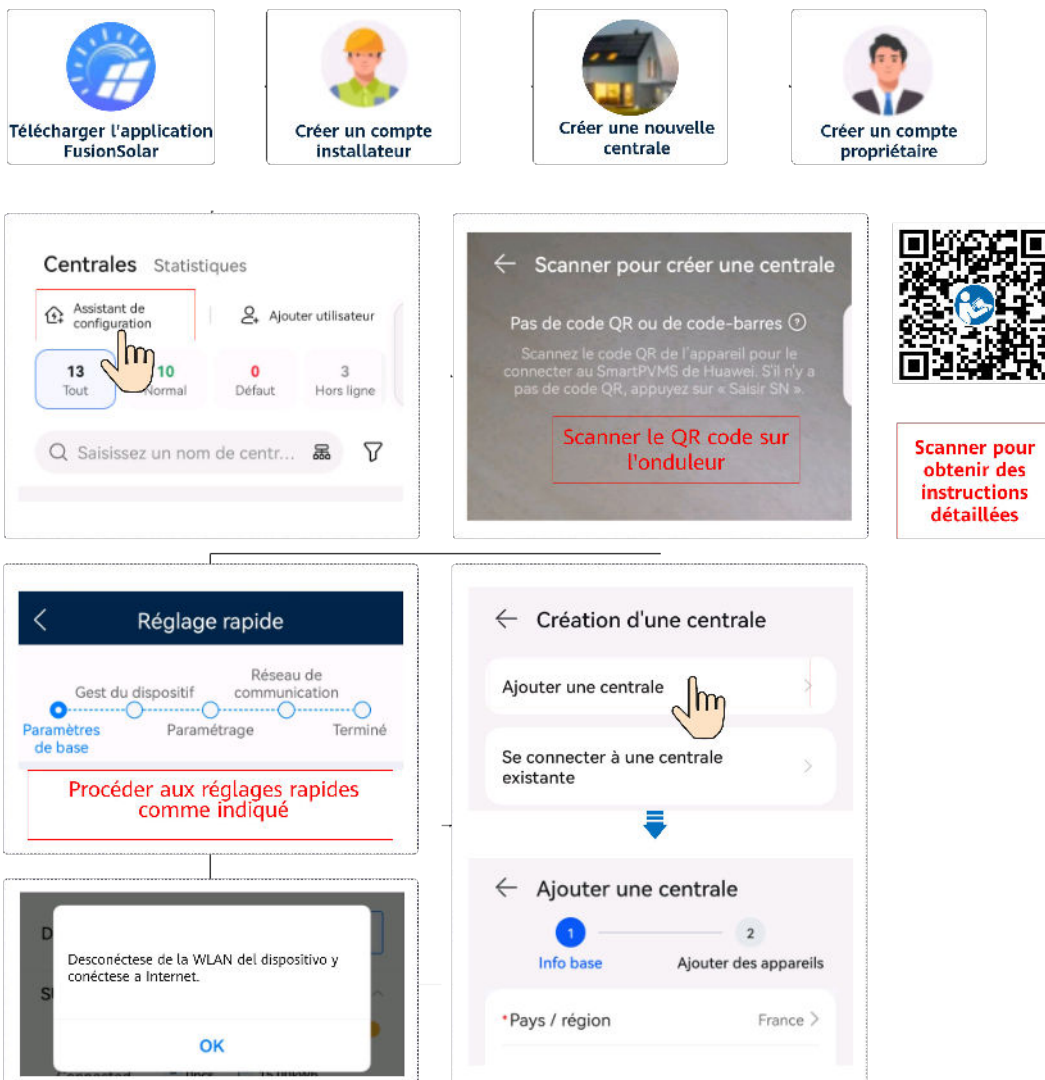 Télécharger l'application
FusionSolar
Créer un compte
installateur
Créer une nouvelle
centrale
Créer un compte
propriétaire
Centrales Statistiques
Assistant de
configuration
Ajouter utilisateur
13
Tout
10
Normal
0
Défaut
3
Hors ligne
Saisissez un nom de centr...
Scanner pour créer une centrale
Pas de code QR ou de code-barres
Scannez le code QR de l'appareil pour le
connecter au SmartPVMS de Huawei. S'il n'y a
pas de code QR, appuyez sur « Saisir SN ».
Scanner le QR code sur
l'onduleur
Scanner pour
obtenir des
instructions
détaillées
Réglage rapide
Réseau de
Gest du dispositif communication
Paramètres Paramétrage Terminé
de base
Procéder aux réglages rapides
comme indiqué
Création d'une centrale
Ajouter une centrale
Se connecter à une centrale
existante
Desconéctese de la WLAN del dispositivo y
conéctese a Internet.
OK
Ajouter une centrale
1 2
Info base Ajouter des appareils
*Pays / région France